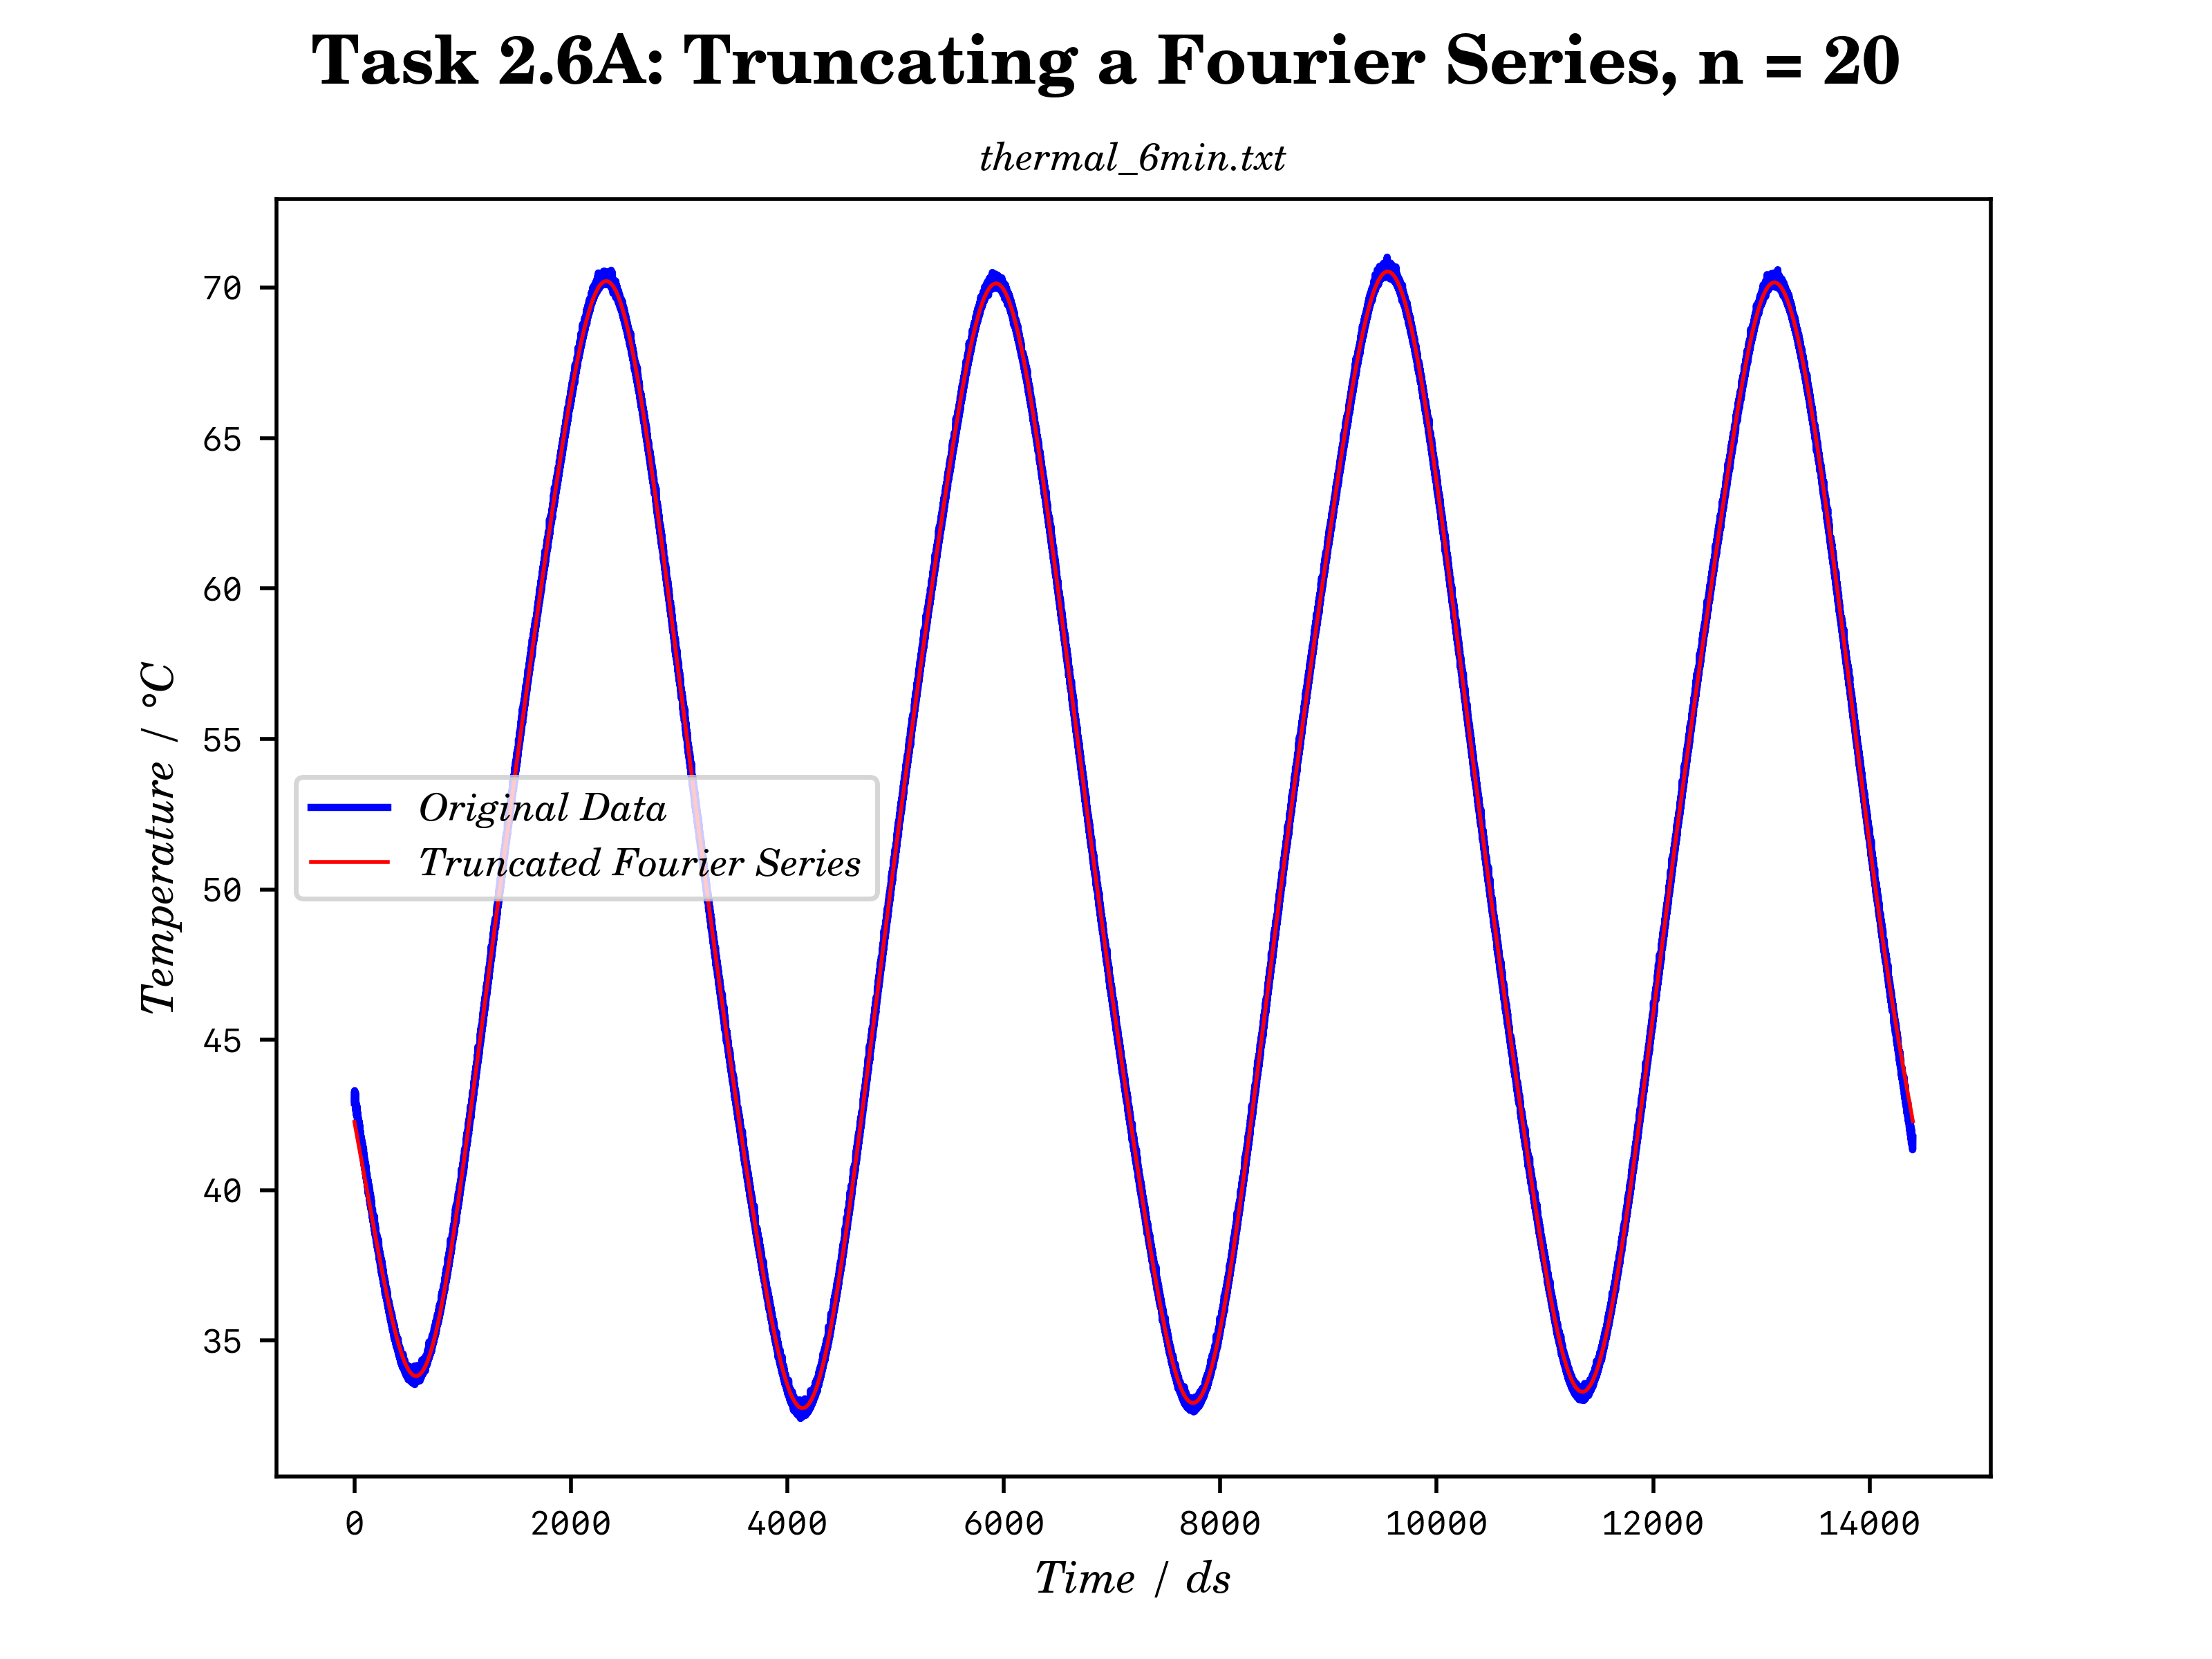 Task 2.6A: Truncating a Fourier Series, n = 20
thermal_6min.txt
70
65
60
55
50
45
40
35
Temperature / °C
Original Data
Truncated Fourier Series
0 2000 4000 6000 8000 10000 12000 14000
Time / ds